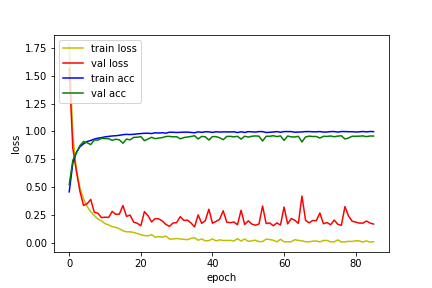 1.75
1.50
1.25
1.00
0.75
0.50
0.25
0.00
loss
train loss
val loss
train acc
val acc
0 20 40 60 80
epoch